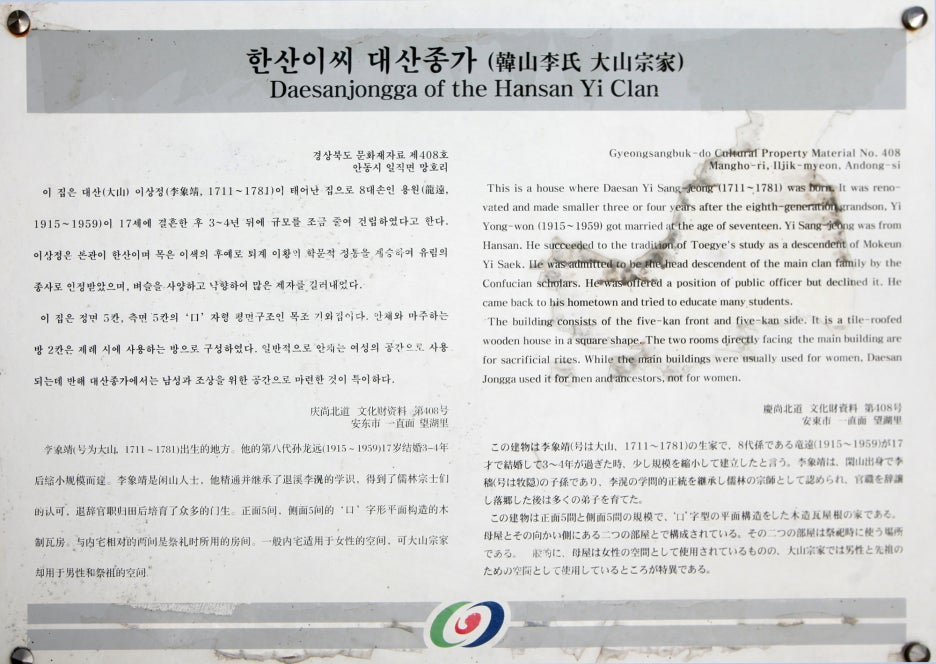 한산이씨 대산종가 (韓山李氏 大山宗家)
Daesanjongga of the Hansan Yi Clan
경상북도 문화재자료 제408호
안동시 일직면 망호리
이 집은 대산(大山) 이상정(李象靖, 1711~1781)이 태어난 집으로 8대손인 용원(龍遠,
1915~1959)이 17세에 결혼한 후 3~4년 뒤에 규모를 조금 줄여 건립하였다고 한다.
이상정은 본관이 한산이며 목은 이색의 후예로 퇴계 이황의 학문적 정통을 계승하여 유림의
종사로 인정받았으며, 벼슬을 사양하고 낙향하여 많은 제자를 길러내었다.
이 집은 정면 5칸, 측면 5칸의 ‘口’ 자형 평면구조인 목조 기와집이다. 안채와 마주하는
방 2칸은 제례 시에 사용하는 방으로 구성하였다. 일반적으로 안채는 여성의 공간으로 사용
되는데 반해 대산종가에서는 남성과 조상을 위한 공간으로 마련한 것이 특이하다.
Gyeongsangbuk-do Cultural Property Material No. 408
Mangho-ri, Iljik-myeon, Andong-si
This is a house where Daesan Yi Sang-jeong (1711~1781) was born. It was reno-
vated and made smaller three or four years after the eighth-generation grandson, Yi
Yong-won (1915~1959) got married at the age of seventeen. Yi Sang-jeong was from
Hansan. He succeeded to the tradition of Toegye's study as a descendent of Mokeun
Yi Saek. He was admitted to be the head descendent of the main clan family by the
Confucian scholars. He was offered a position of public officer but declined it. He
came back to his hometown and tried to educate many students.
The building consists of the five-kan front and five-kan side. It is a tile-roofed
wooden house in a square shape. The two rooms directly facing the main building are
for sacrificial rites. While the main buildings were usually used for women, Daesan
Jongga used it for men and ancestors, not for women.
庆尚北道 文化财资料 第408号
安东市 一直面 望湖里
李象靖(号为大山, 1711~1781)出生的地方。他的第八代孙龙远(1915~1959)17岁结婚3-4年
后缩小规模而建。李象靖是闲山人士，他精通并继承了退溪李滉的学识，得到了儒林宗士们
的认可，退辞官职归田后培育了众多的门生。正面5间，侧面5间的‘口’字形平面构造的木
制瓦房。与内宅相对的两间是祭礼时所用的房间。一般内宅适用于女性的空间，可大山宗家
却用于男性和祭祖的空间.
慶尚北道 文化財資料 第408号
安東市 一直面 望湖里
この建物は李象靖(号は大山、1711～1781)の生家で、8代孫である竜遠(1915～1959)が17
才で結婚して3～4年が過ぎた時、少し規模を縮小して建立したと言う。李象靖は、閑山出身で李
穡(号は牧隠)の子孫であり、李滉の学問的正統を継承し儒林の宗師として認められ、官職を辞譲
し落郷した後は多くの弟子を育てた。
この建物は正面5間と側面5間の規模で、‘口’字型の平面構造をした木造瓦屋根の家である。
母屋とその向かい側にある二つの部屋とで構成されている。その二つの部屋は祭祀時に使う場所
である。一般的に、母屋は女性の空間として使用されているものの、大山宗家では男性と先祖の
ための空間として使用しているところが特異である。